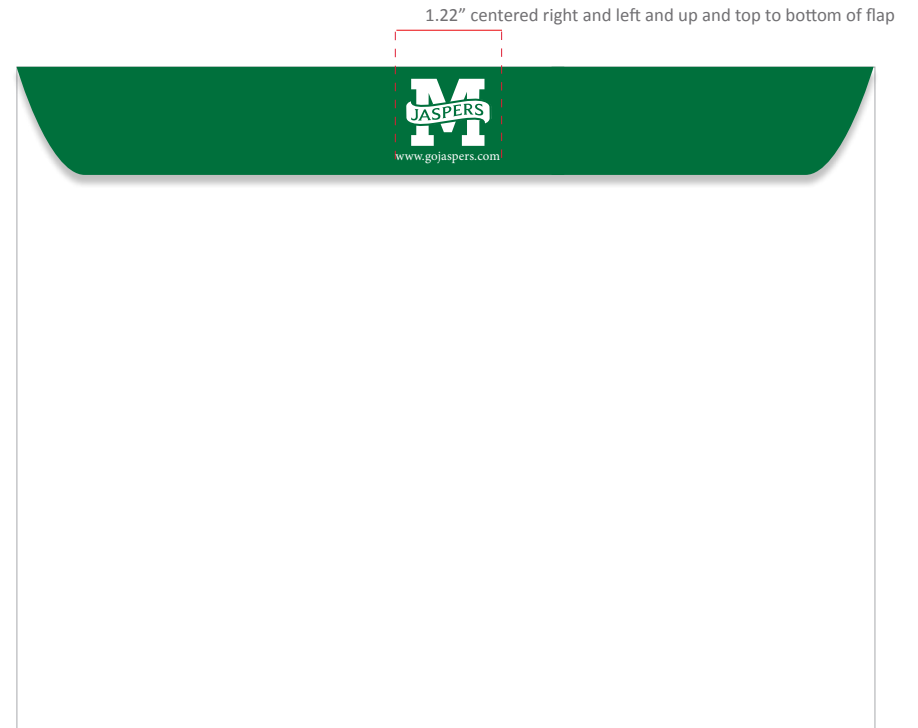 1.22” centered right and left and up and top to bottom of flap
M
JASPERS
www.gojaspers.com